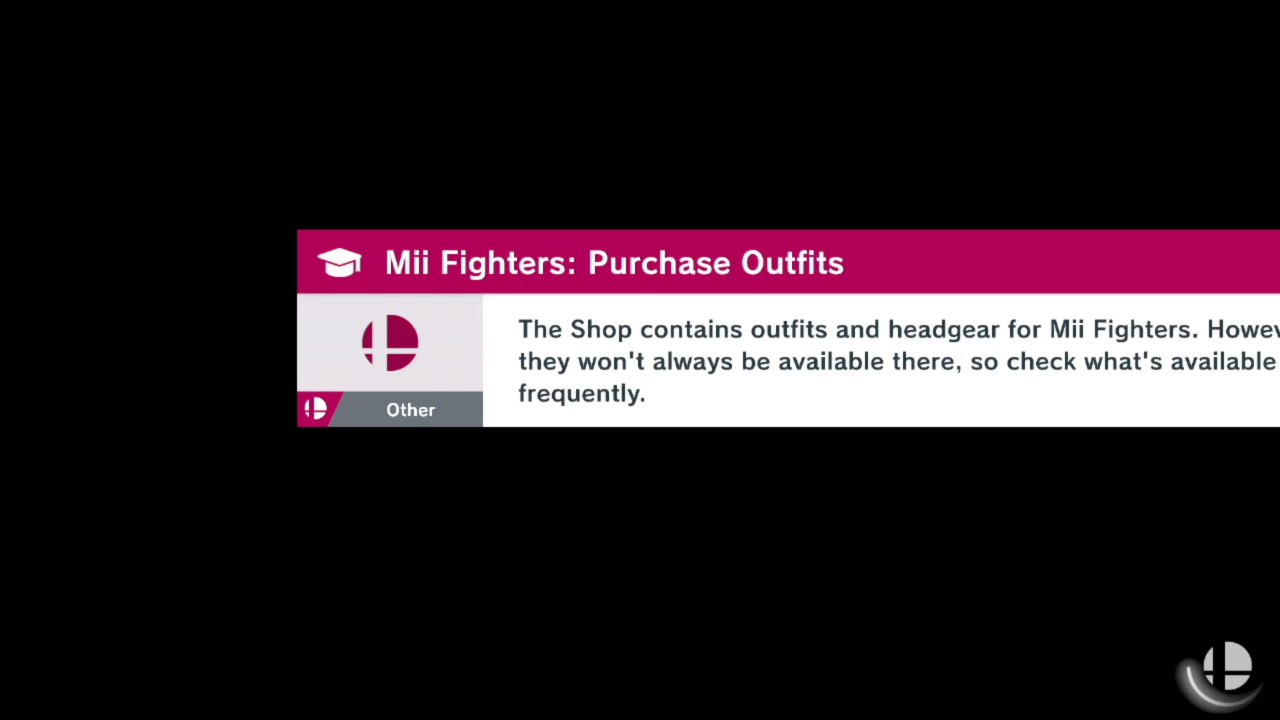 Mii Fighters: Purchase Outfits
The Shop contains outfits and headgear for Mii Fighters.
they won't always be available there, so check what's available
frequently.
Other